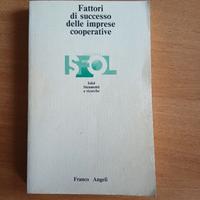 Fattori
di successo
delle imprese
cooperative
ISFOL
Isfol
Strumenti
e ricerche
Franco Angeli